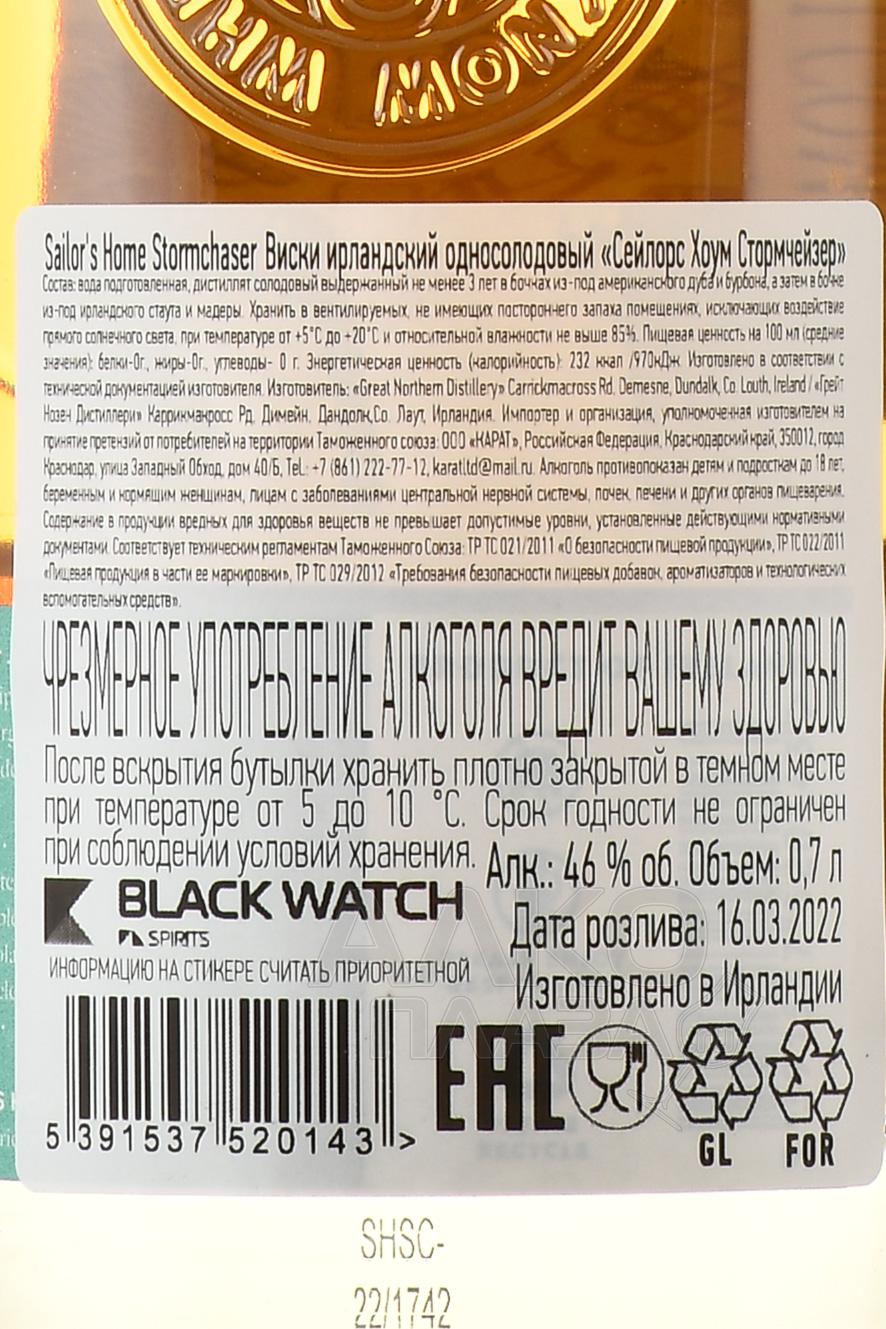 Sailor's Home Stormchaser Виски ирландский односолодовый «Сейлорс Хоум Стормчейзер»
Состав: вода подготовленная, дистиллят солодовый выдержанный не менее 3 лет в бочках из-под американского дуба и бурбона, а затем в бочке
из-под ирландского стаута и мадеры. Хранить в вентилируемых, не имеющих постороннего запаха помещениях, исключающих воздействие
прямого солнечного света, при температуре от +5°C до +20°C и относительной влажности не выше 85%. Пищевая ценность на 100 мл (средние
значения): белки-0г., жиры-0г., углеводы- 0 г. Энергетическая ценность (калорийность): 232 ккал /970кДж. Изготовлено в соответствии с
технической документацией изготовителя. Изготовитель: «Great Northern Distillery» Carrickmacross Rd. Demesne, Dundalk, Co. Louth, Ireland / «Грейт
Нозен Дистиллери» Каррикмакросс Рд. Димейн, Дандолк,Со. Лаут, Ирландия. Импортер и организация, уполномоченная изготовителем на
принятие претензий от потребителей на территории Таможенного союза: ООО «КАРАТ», Российская Федерация, Краснодарский край, 350012, город
Краснодар, улица Западный Обход, дом 40/Б, Tel.: +7 (861) 222-77-12, karatltd@mail.ru. Алкоголь противопоказан детям и подросткам до 18 лет,
беременным и кормящим женщинам, лицам с заболеваниями центральной нервной системы, почек, печени и других органов пищеварения.
Содержание в продукции вредных для здоровья веществ не превышает допустимые уровни, установленные действующими нормативными
документами. Соответствует техническим регламентам Таможенного Союза: ТР ТС 021/2011 «О безопасности пищевой продукции», ТР ТС 022/2011
«Пищевая продукция в части ее маркировки», ТР ТС 029/2012 «Требования безопасности пищевых добавок, ароматизаторов и технологических
вспомогательных средств».
ЧРЕЗМЕРНОЕ УПОТРЕБЛЕНИЕ АЛКОГОЛЯ ВРЕДИТ ВАШЕМУ ЗДОРОВЬЮ
После вскрытия бутылки хранить плотно закрытой в темном месте
при температуре от 5 до 10 °C. Срок годности не ограничен
при соблюдении условий хранения.
Алк.: 46 % об. Объем: 0,7 л
BLACK WATCH
SPIRITS
Дата розлива: 16.03.2022
ИНФОРМАЦИЮ НА СТИКЕРЕ СЧИТАТЬ ПРИОРИТЕТНОЙ
Изготовлено в Ирландии
EAC
5 391537 520143 >
GL FOR
SHSC-
22/1742